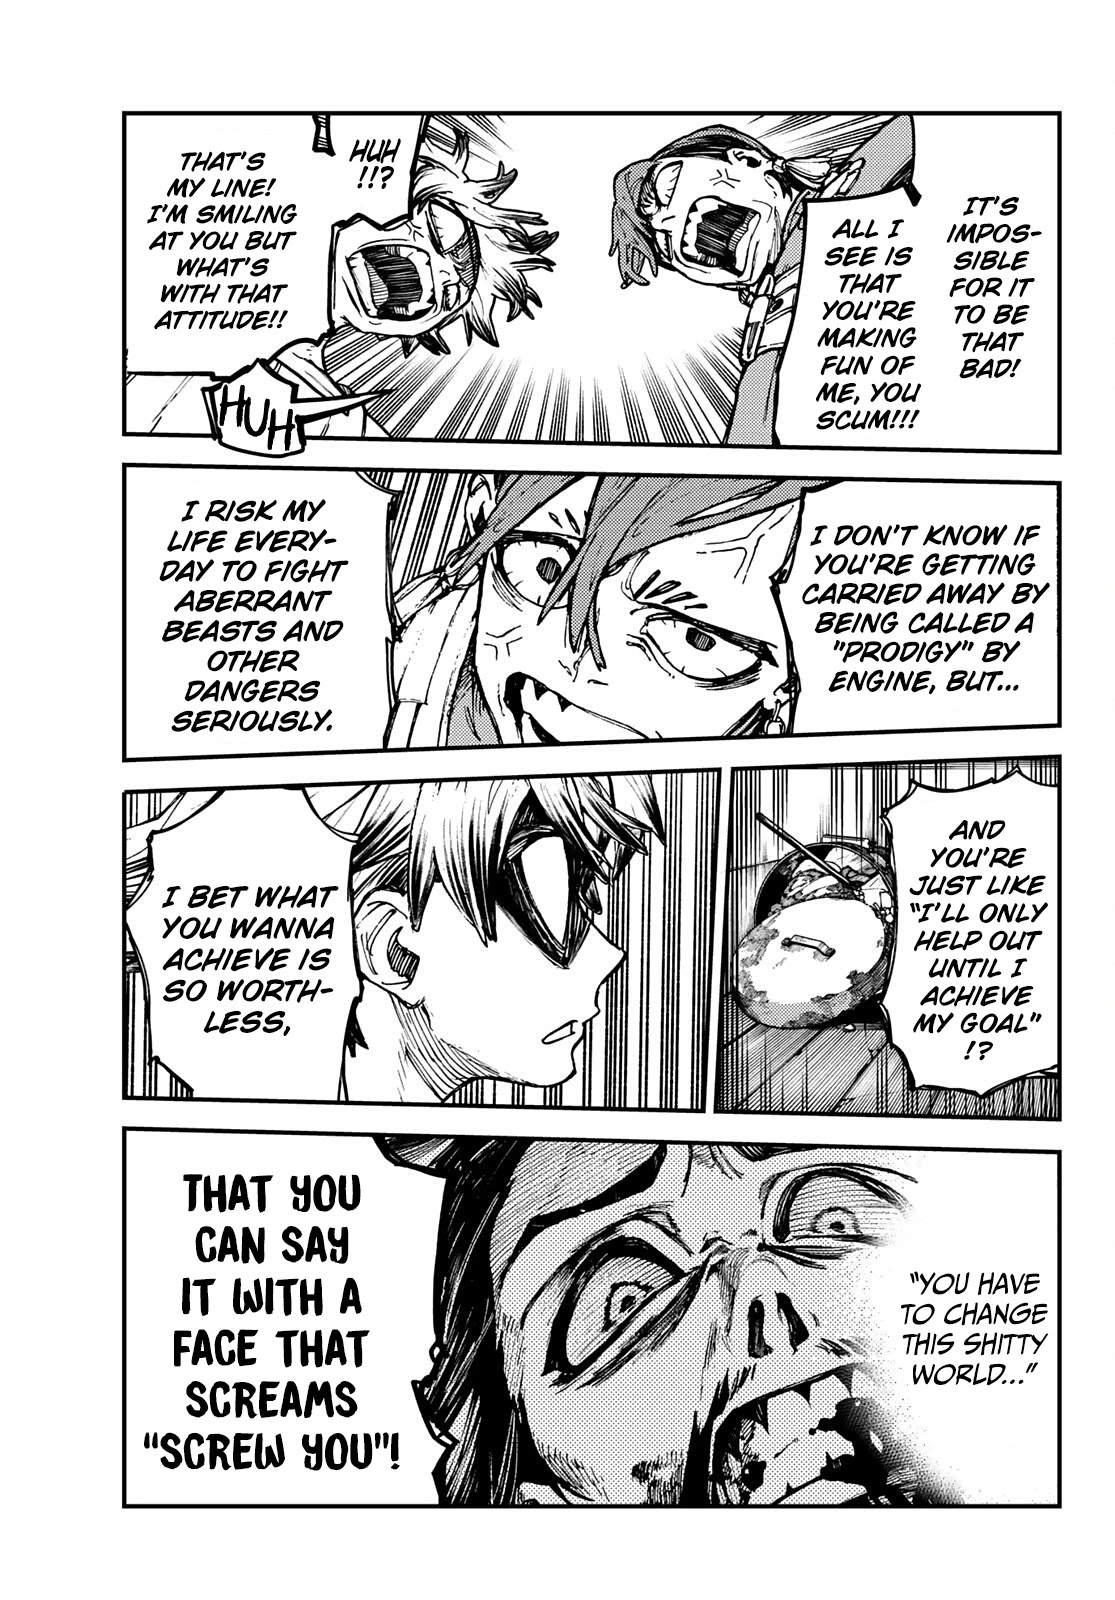 IT'S
IMPOS-
SIBLE
FOR IT
TO BE
THAT
BAD!
ALL I
SEE IS
THAT
YOU'RE
MAKING
FUN OF
ME, YOU
SCUM!!!
HUH
!!?
THAT'S
MY LINE!
I'M SMILING
AT YOU BUT
WHAT'S
WITH THAT
ATTITUDE!!
HUH
I DON'T KNOW IF
YOU'RE GETTING
CARRIED AWAY BY
BEING CALLED A
"PRODIGY" BY
ENGINE, BUT...
I RISK MY
LIFE EVERY-
DAY TO FIGHT
ABERRANT
BEASTS AND
OTHER
DANGERS
SERIOUSLY.
AND
YOU'RE
JUST LIKE
"I'LL ONLY
HELP OUT
UNTIL I
ACHIEVE
MY GOAL"
!?
I BET WHAT
YOU WANNA
ACHIEVE IS
SO WORTH-
LESS,
"YOU HAVE
TO CHANGE
THIS SHITTY
WORLD..."
THAT YOU
CAN SAY
IT WITH A
FACE THAT
SCREAMS
"SCREW YOU"!